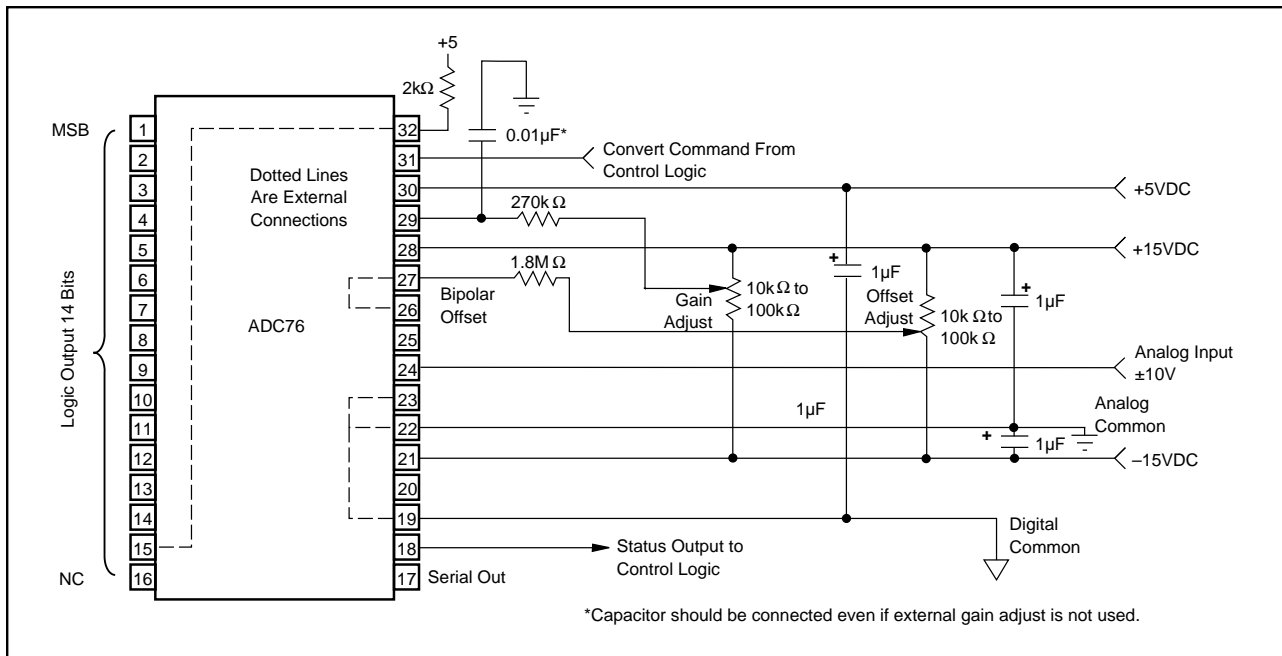 +5
2kΩ
MSB
1
2
3
4
5
6
7
8
9
10
11
12
13
14
15
16
NC
Logic Output 14 Bits
Dotted Lines
Are External
Connections
ADC76
32
31
30
29
28
27
26
25
24
23
22
21
20
19
18
17
0.01µF*
Convert Command From
Control Logic
+5VDC
270kΩ
+15VDC
1.8MΩ
Bipolar
Offset
Gain
Adjust
10kΩ to
100kΩ
+
1µF
Offset
Adjust
10kΩ to
100kΩ
+
1µF
Analog Input
±10V
1µF
Analog
Common
+
1µF
–15VDC
Digital
Common
Status Output to
Control Logic
Serial Out
*Capacitor should be connected even if external gain adjust is not used.